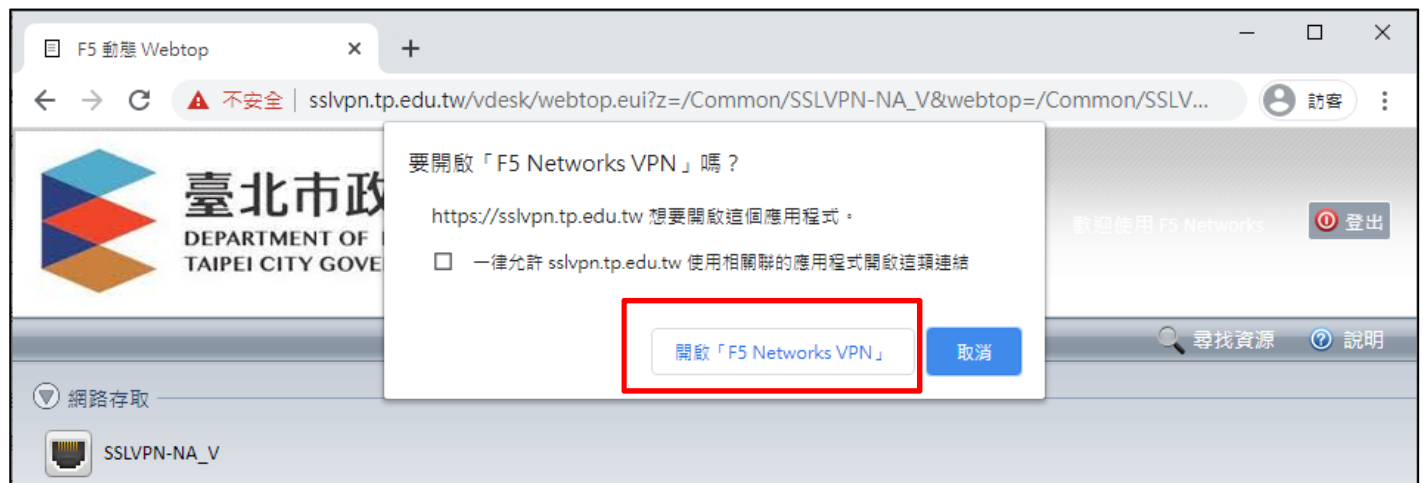 F5 動態 Webtop
不安全 | sslvpn.tp.edu.tw/vdesk/webtop.eui?z=/Common/SSLVPN-NA_V&webtop=/Common/SSLV...
訪客
臺北市政
DEPARTMENT OF
TAIPEI CITY GOVE
要開啟「F5 Networks VPN」嗎？
https://sslvpn.tp.edu.tw 想要開啟這個應用程式。
一律允許 sslvpn.tp.edu.tw 使用相關聯的應用程式開啟這類連結
開啟「F5 Networks VPN」
取消
歡迎使用 F5 Networks
登出
尋找資源
說明
網路存取
SSLVPN-NA_V